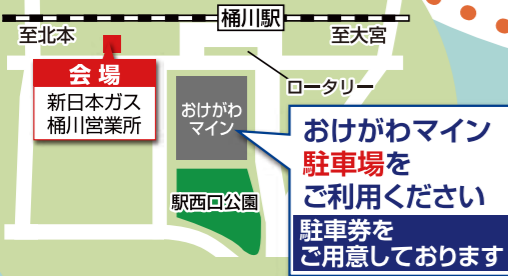 桶川駅
至北本
至大宮
会場
新日本ガス
桶川営業所
ロータリー
おけがわ
マイン
駅西口公園
おけがわマイン
駐車場を
ご利用ください
駐車券を
ご用意しております